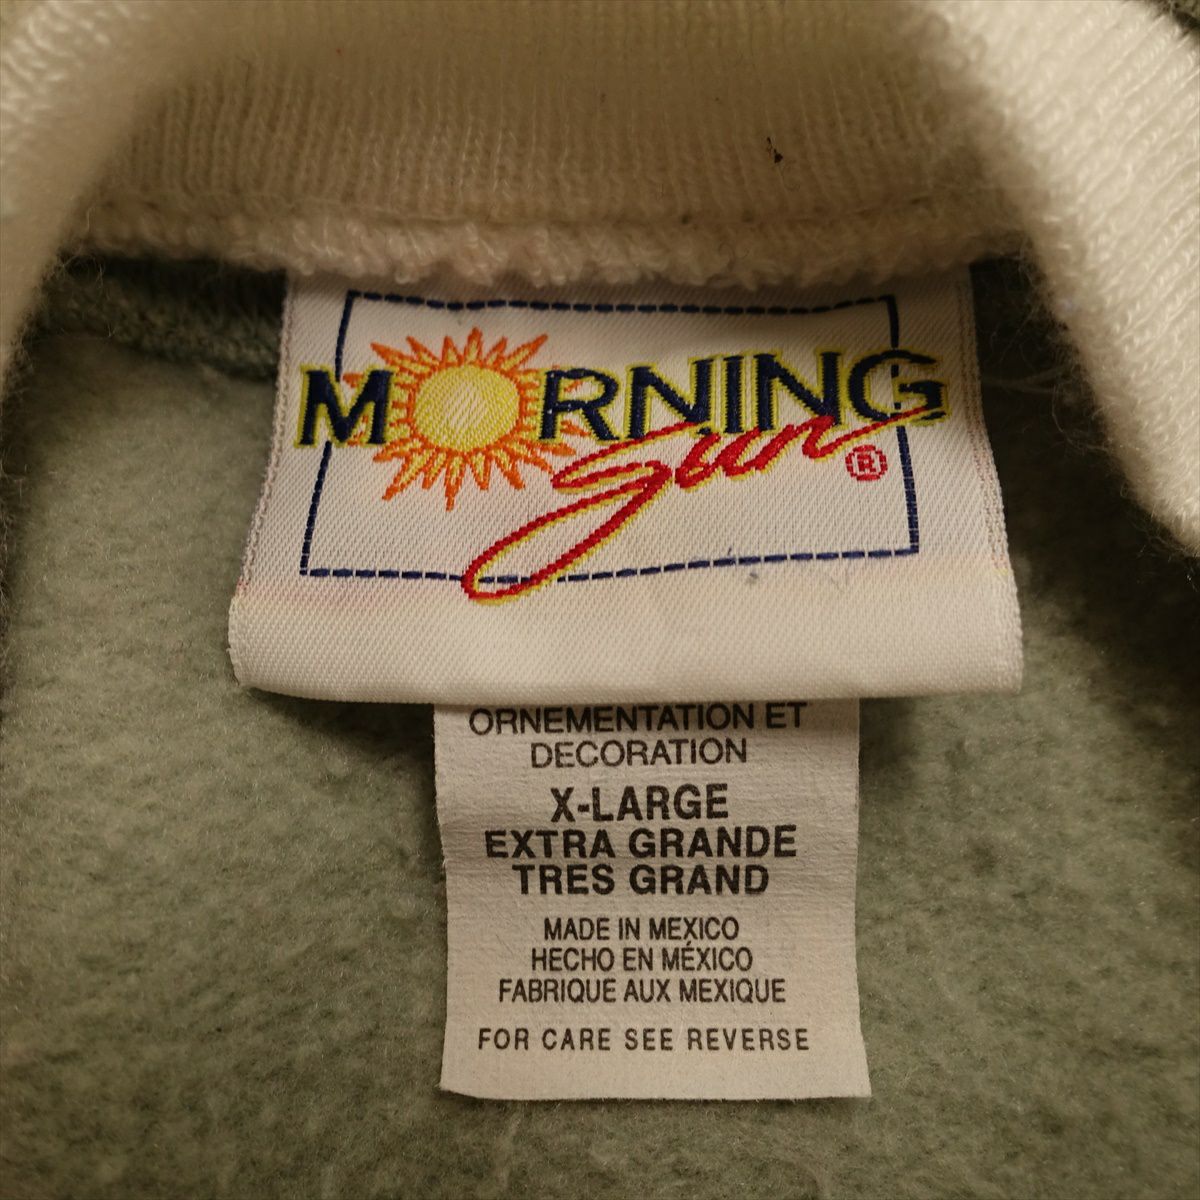 MORNING
Sun®
ORNEMENTATION ET
DECORATION
X-LARGE
EXTRA GRANDE
TRES GRAND
MADE IN MEXICO
HECHO EN MÉXICO
FABRIQUE AUX MEXIQUE
FOR CARE SEE REVERSE